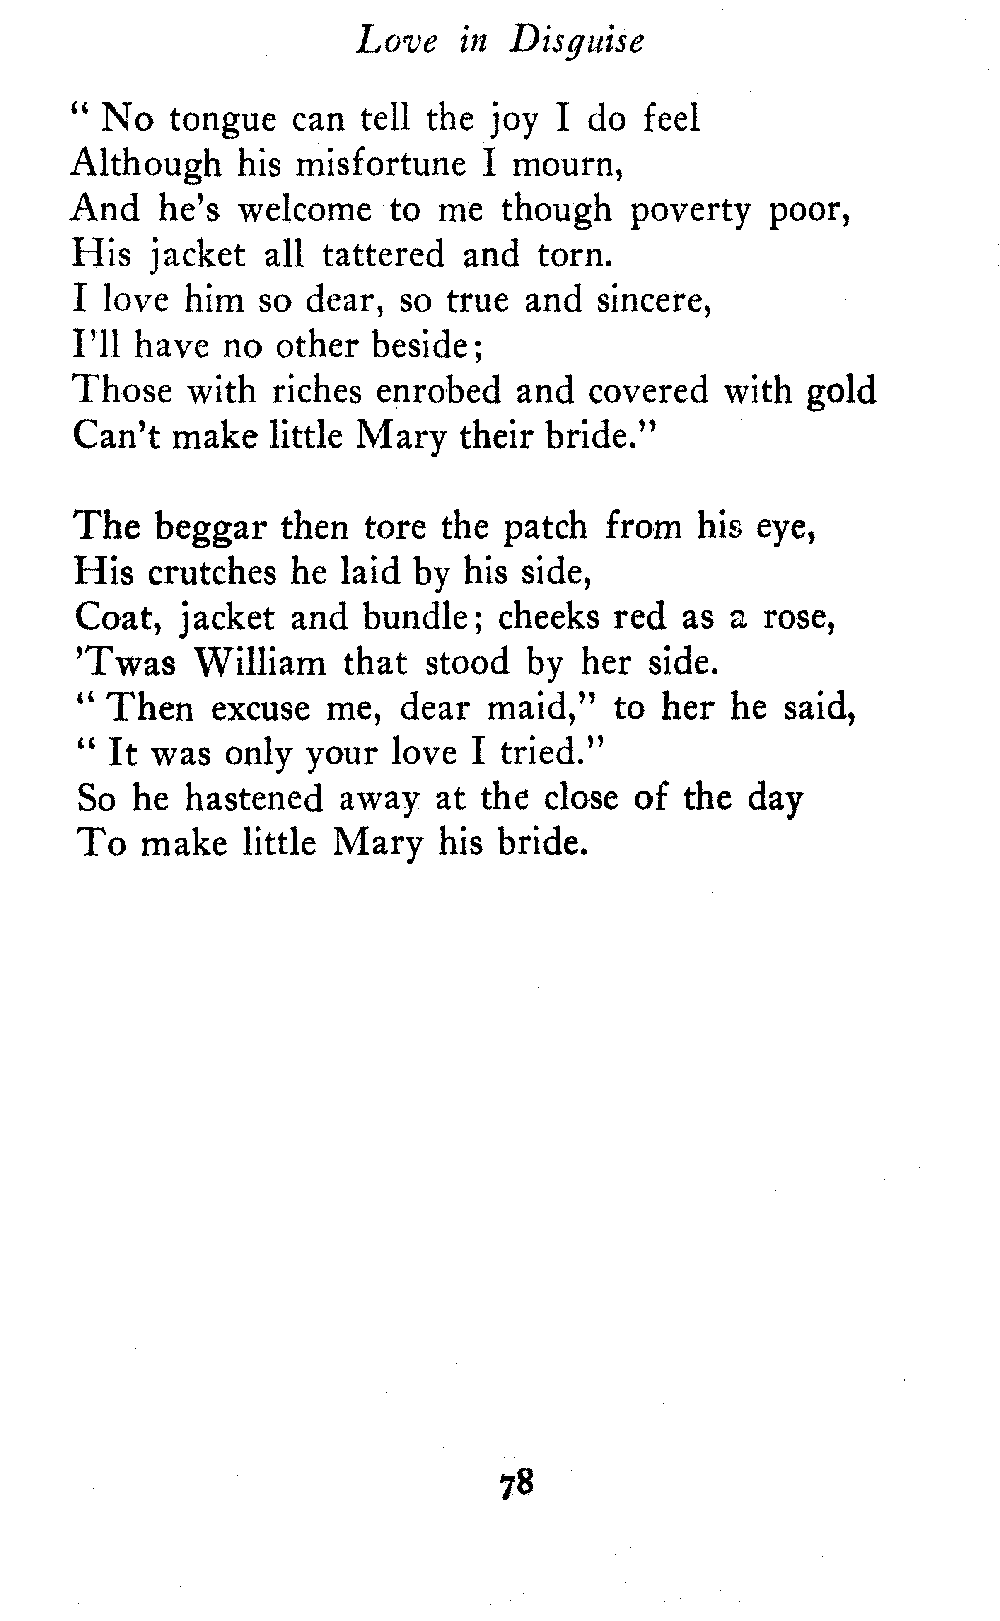 Love in Disguise
“ No tongue can tell the joy I do feel
Although his misfortune I mourn,
And he’s welcome to me though poverty poor,
His jacket all tattered and torn.
I love him so dear, so true and sincere,
I’ll have no other beside;
Those with riches enrobed and covered with gold
Can’t make little Mary their bride.”
The beggar then tore the patch from his eye,
His crutches he laid by his side,
Coat, jacket and bundle; cheeks red as a rose,
’Twas William that stood by her side.
“ Then excuse me, dear maid,” to her he said,
“ It was only your love I tried.”
So he hastened away at the close of the day
To make little Mary his bride.
78